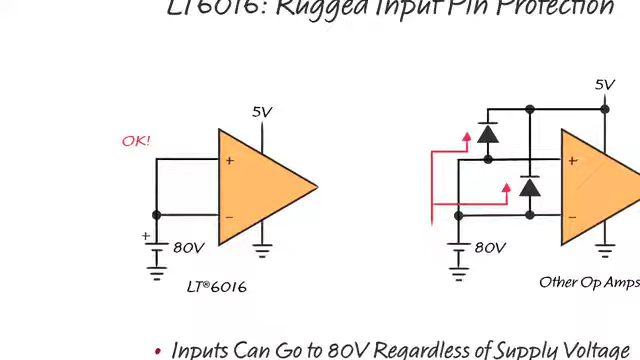 LT6016: Rugged Input Pin Protection
5V
OK!
+
−
+
80V
LT®6016
5V
+
−
80V
Other Op Amps
• Inputs Can Go to 80V Regardless of Supply Voltage